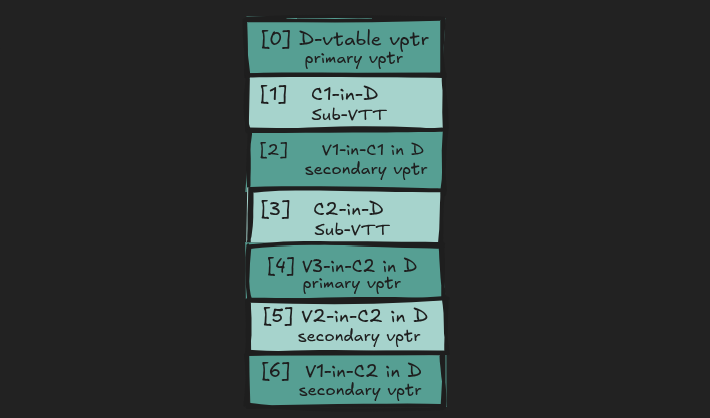 [0] D-vtable vptr
primary vptr
[1] C1-in-D
Sub-VTT
[2] V1-in-C1 in D
secondary vptr
[3] C2-in-D
Sub-VTT
[4] V3-in-C2 in D
primary vptr
[5] V2-in-C2 in D
secondary vptr
[6] V1-in-C2 in D
secondary vptr